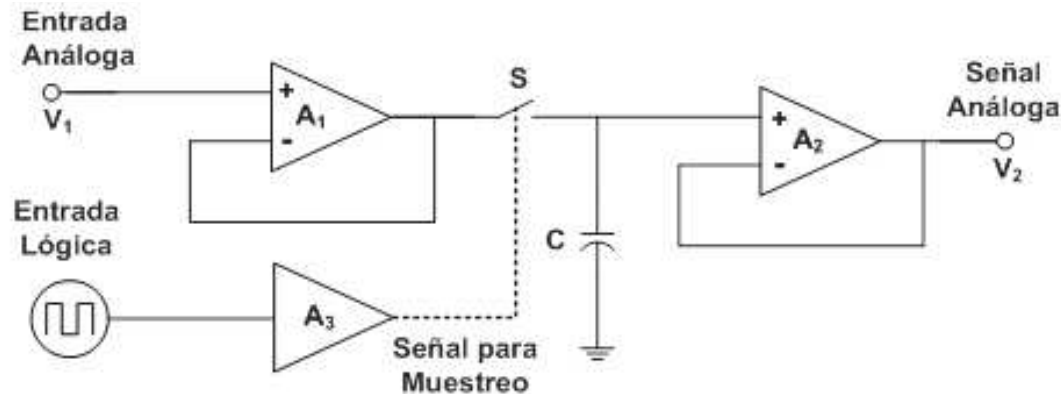 Entrada
Análoga
V1
+
-
A1
S
+
-
A2
Señal
Análoga
V2
Entrada
Lógica
A3
C
Señal para
Muestreo